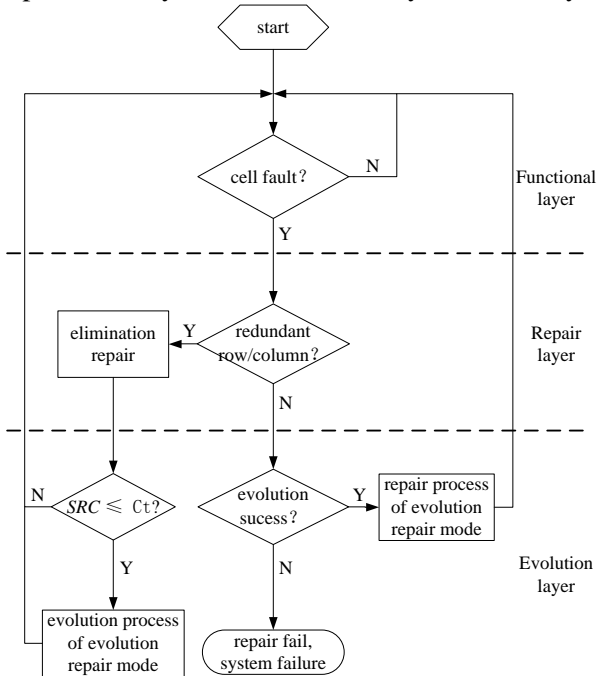 start
cell fault?
N
Functional
layer
Y
elimination
repair
Y
redundant
row/column?
Repair
layer
N
N
SRC ≤ Ct?
evolution
sucess?
Y
repair process
of evolution
repair mode
Y
N
Evolution
layer
evolution process
of evolution
repair mode
repair fail,
system failure